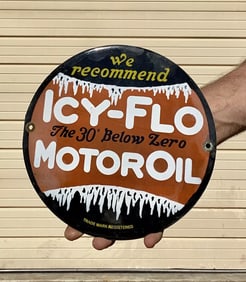 We
recommend
ICY-FLO
The 30° Below Zero
MOTOR OIL
TRADE MARK REGISTERED